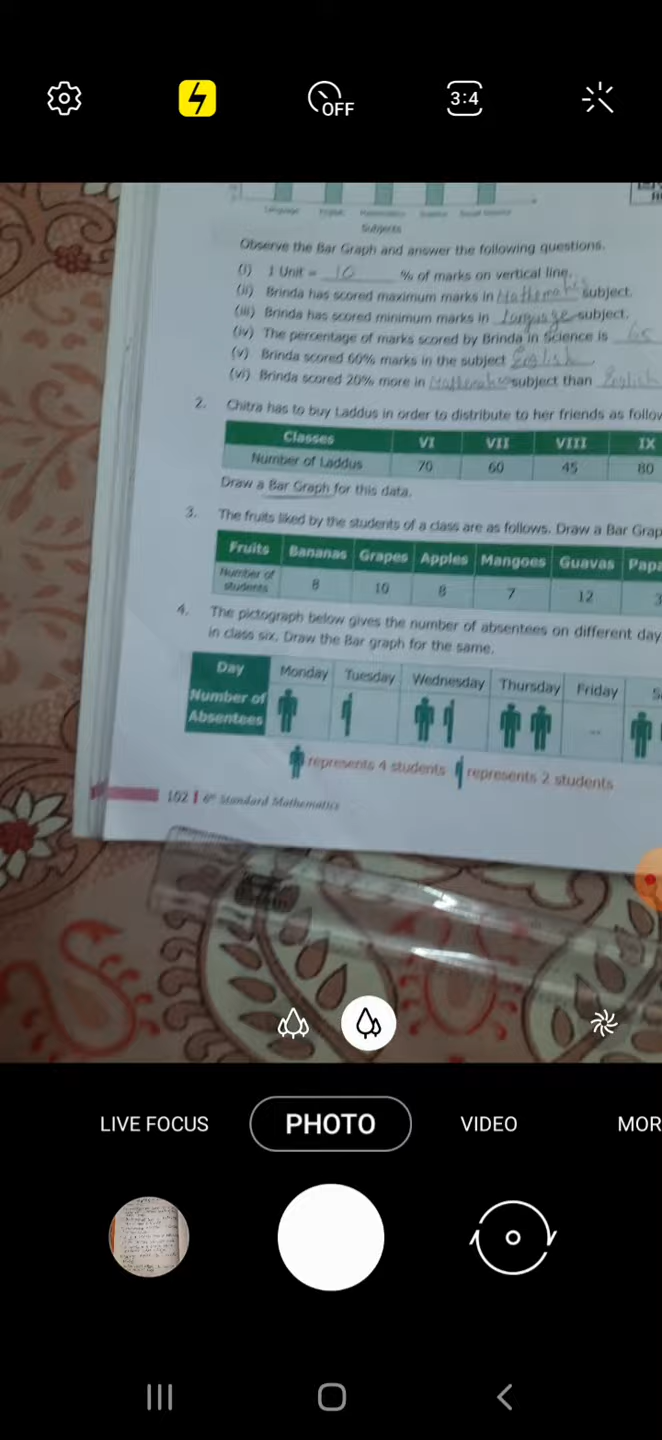 OFF
3:4
Subjects
Observe the Bar Graph and answer the following questions.
(i) 1 Unit = 10 % of marks on vertical line.
(ii) Brinda has scored maximum marks in Mathematics subject.
(iii) Brinda has scored minimum marks in Language subject.
(iv) The percentage of marks scored by Brinda in Science is 65
(v) Brinda scored 60% marks in the subject English.
(vi) Brinda scored 20% more in Mathematics subject than English
2. Chitra has to buy Laddus in order to distribute to her friends as follow
Classes VI VII VIII IX
Number of Laddus 70 60 45 80
Draw a Bar Graph for this data.
3. The fruits liked by the students of a class are as follows. Draw a Bar Grap
Fruits Bananas Grapes Apples Mangoes Guavas Papa
Number of students 8 10 8 7 12 3
4. The pictograph below gives the number of absentees on different day
in class six. Draw the Bar graph for the same.
Day Monday Tuesday Wednesday Thursday Friday S
Number of
Absentees --
represents 4 students represents 2 students
102 | 6th Standard Mathematics
LIVE FOCUS PHOTO VIDEO MOR